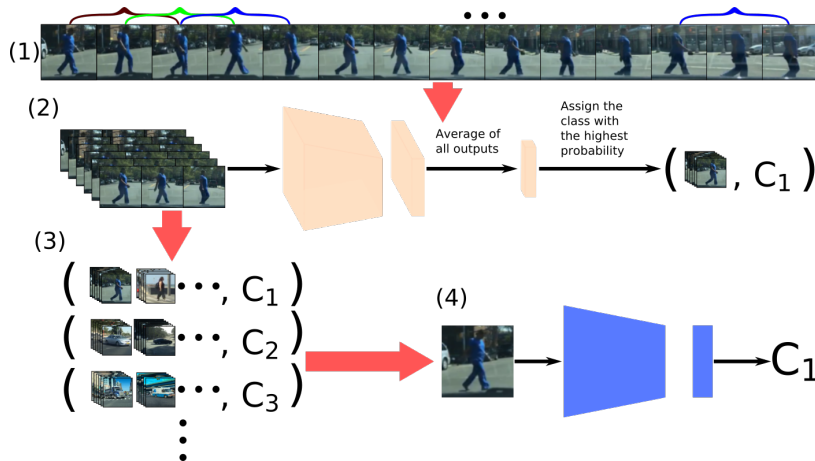 (1)
(2)
Average of
all outputs
Assign the
class with
the highest
probability
( , C1 )
(3)
( ..., C1 )
( ..., C2 )
( ..., C3 )
(4)
C1